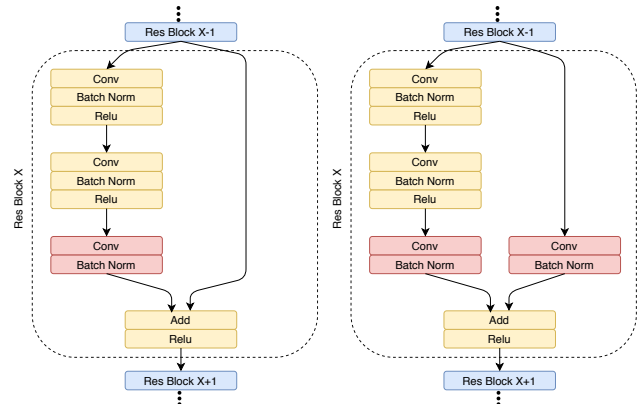 Res Block X-1
Conv
Batch Norm
Relu
Conv
Batch Norm
Relu
Conv
Batch Norm
Add
Relu
Res Block X
Res Block X+1
Res Block X-1
Conv
Batch Norm
Relu
Conv
Batch Norm
Relu
Conv
Batch Norm
Conv
Batch Norm
Add
Relu
Res Block X
Res Block X+1